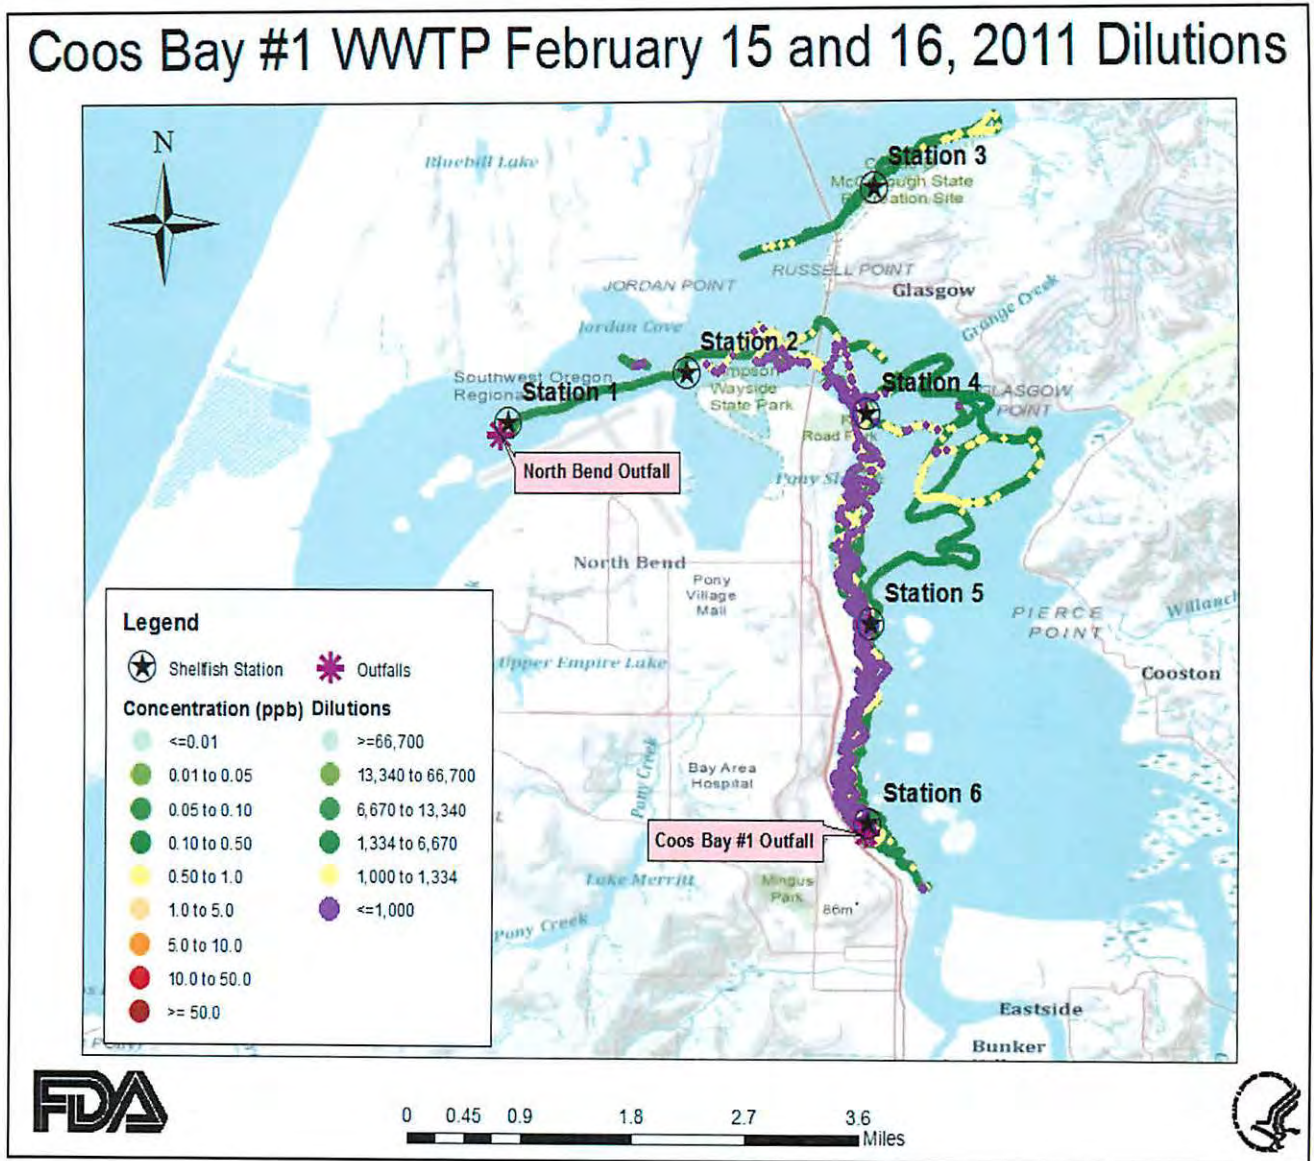 Coos Bay #1 WWTP February 15 and 16, 2011 Dilutions
N
Bluebill Lake
Station 3
State
Site
RUSSELL POINT
JORDAN POINT
Glasgow
Grange Creek
Jordan Cove
Station 2
Southwest Oregon
Station 1
Wayside
State Park
Station 4
GLASGOW
POINT
Road Park
North Bend Outfall
North Bend
Pony
Village
Mall
Station 5
PIERCE
POINT
Cooston
Upper Empire Lake
Pony Creek
Bay Area
Hospital
Station 6
Coos Bay #1 Outfall
Lake Merritt
Mingus
Park
86m
Pony Creek
Eastside
Bunker
Legend
Shellfish Station
Outfalls
Concentration (ppb) Dilutions
<=0.01 >=66,700
0.01 to 0.05 13,340 to 66,700
0.05 to 0.10 6,670 to 13,340
0.10 to 0.50 1,334 to 6,670
0.50 to 1.0 1,000 to 1,334
1.0 to 5.0 <=1,000
5.0 to 10.0
10.0 to 50.0
>= 50.0
FDA
0 0.45 0.9 1.8 2.7 3.6
Miles